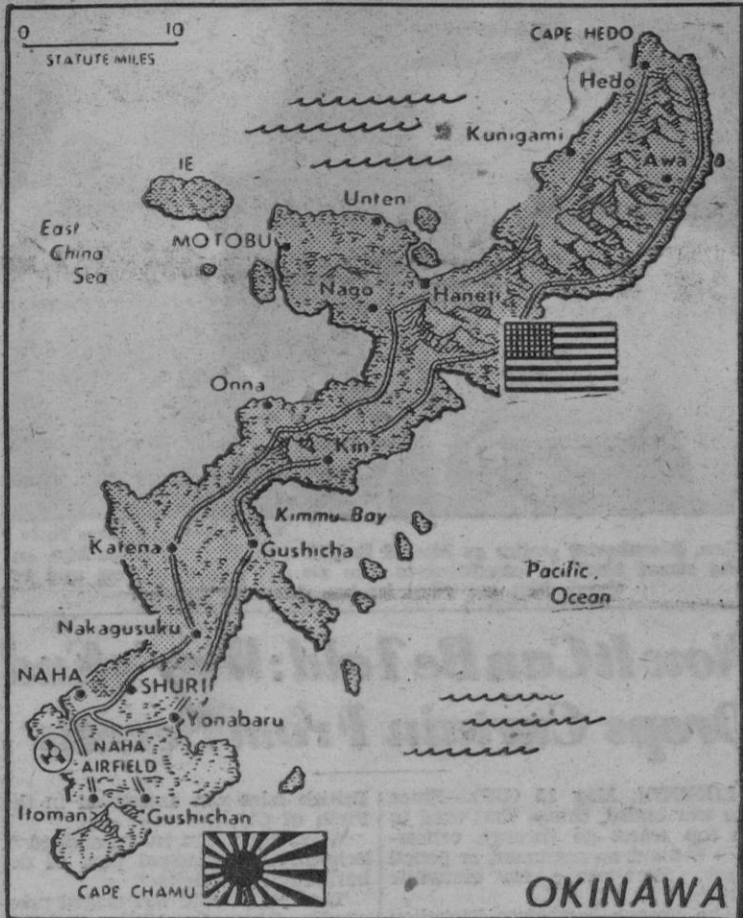 0 10
STATUTE MILES
CAPE HEDO
Hedo
Kunigami
Awa
IE
Unten
East
China
Sea
MOTOBU
Nago
Haneji
Onna
Kin
Kimmu Bay
Katena
Gushicha
Pacific
Ocean
Nakagusuku
NAHA
SHURI
Yonabaru
NAHA
AIRFIELD
Itoman
Gushichan
CAPE CHAMU
OKINAWA